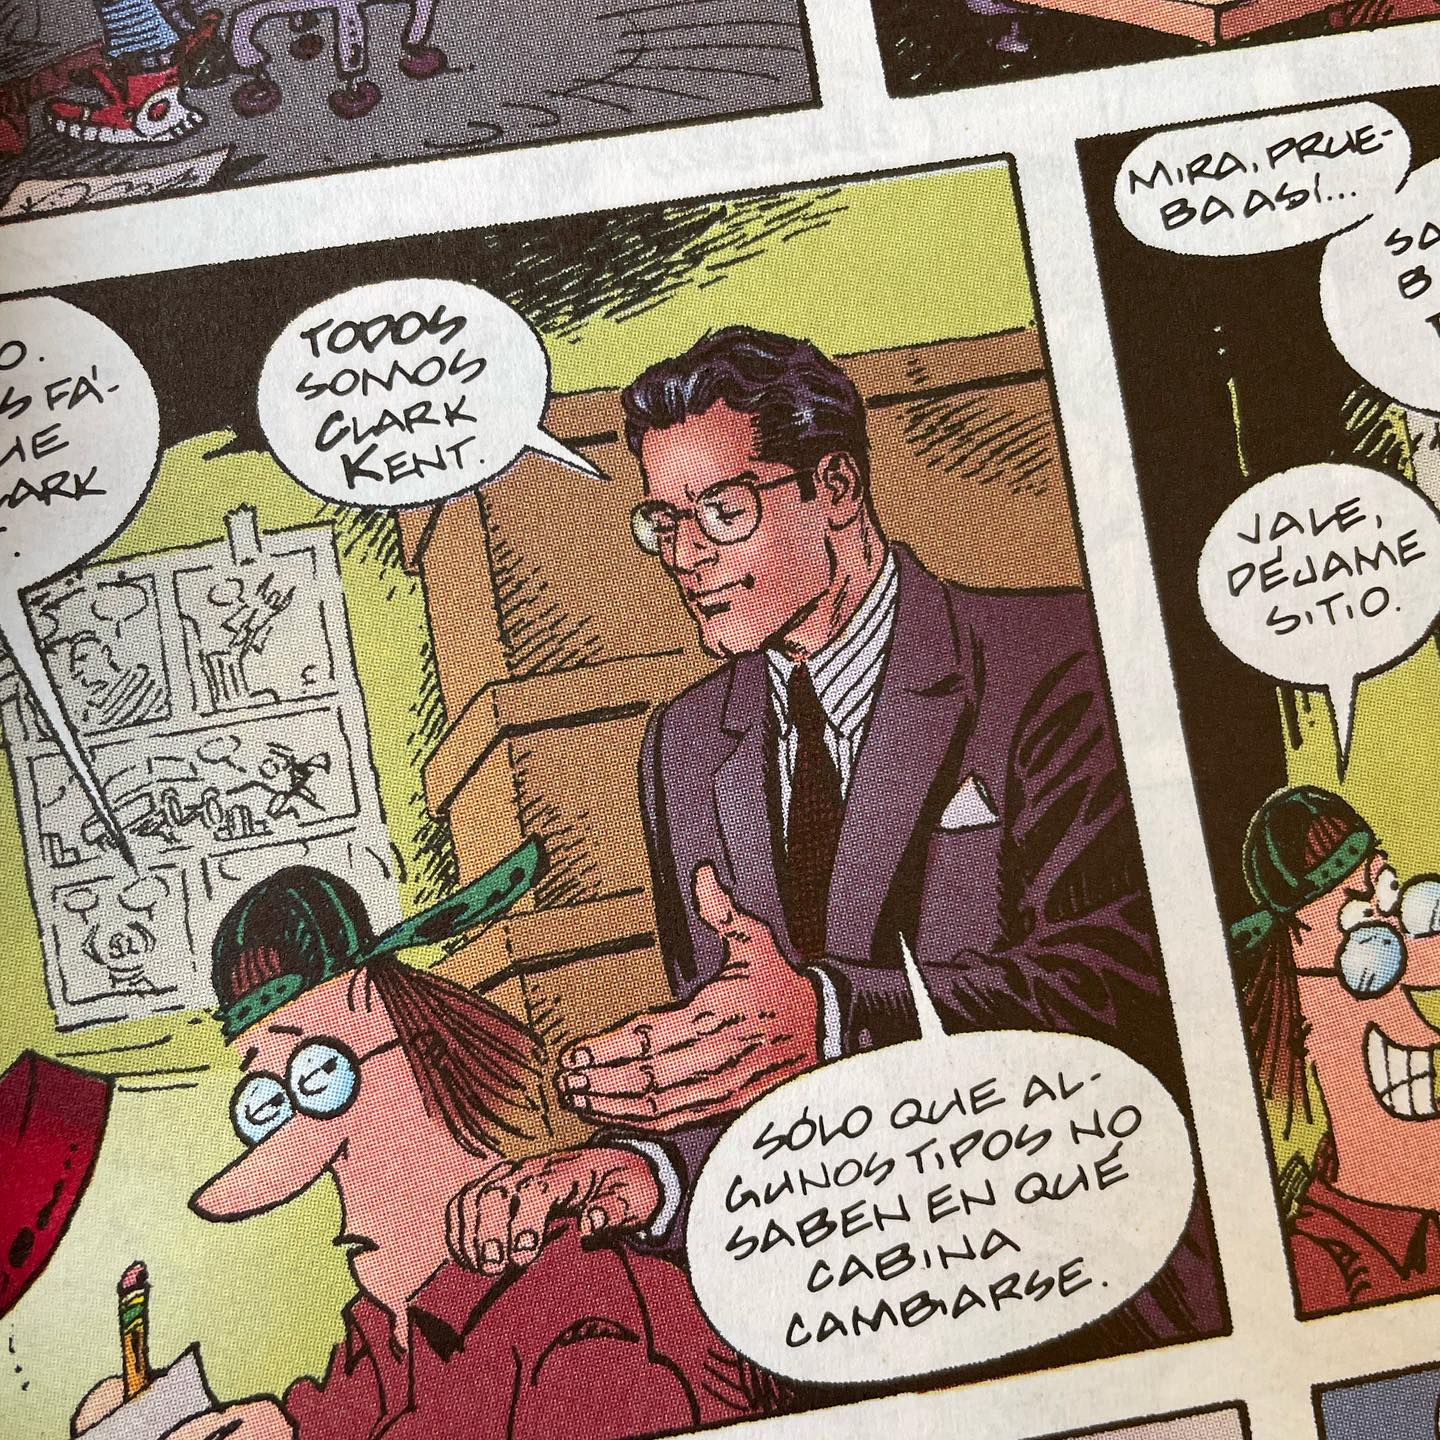 TODOS
SOMOS
CLARK
KENT.
SÓLO QUE AL-
GUNOS TIPOS NO
SABEN EN QUÉ
CABINA
CAMBIARSE.
MIRA, PRUE-
BA ASÍ...
VALE,
DÉJAME
SITIO.